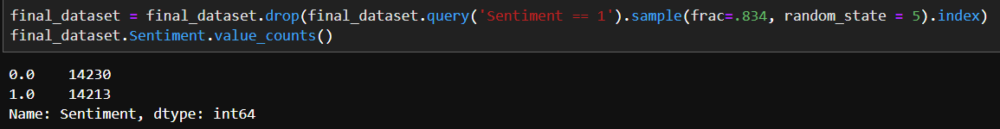 final_dataset = final_dataset.drop(final_dataset.query('Sentiment == 1').sample(frac=.834, random_state = 5).index)
final_dataset.Sentiment.value_counts()
0.0    14230
1.0    14213
Name: Sentiment, dtype: int64